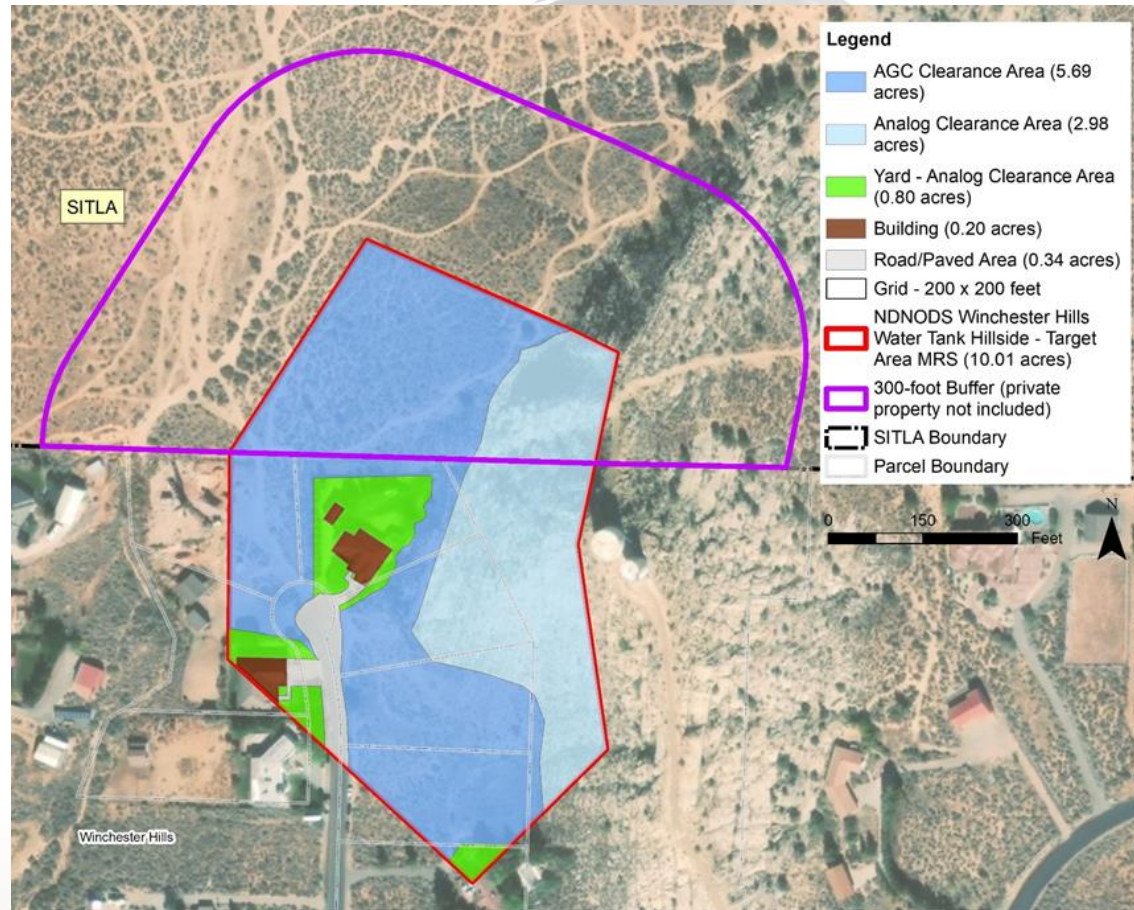 Legend
AGC Clearance Area (5.69
acres)
Analog Clearance Area (2.98
acres)
Yard - Analog Clearance Area
(0.80 acres)
Building (0.20 acres)
Road/Paved Area (0.34 acres)
Grid - 200 x 200 feet
NDNODS Winchester Hills
Water Tank Hillside - Target
Area MRS (10.01 acres)
300-foot Buffer (private
property not included)
SITLA Boundary
Parcel Boundary
SITLA
N
0 150 300
Feet
Winchester Hills